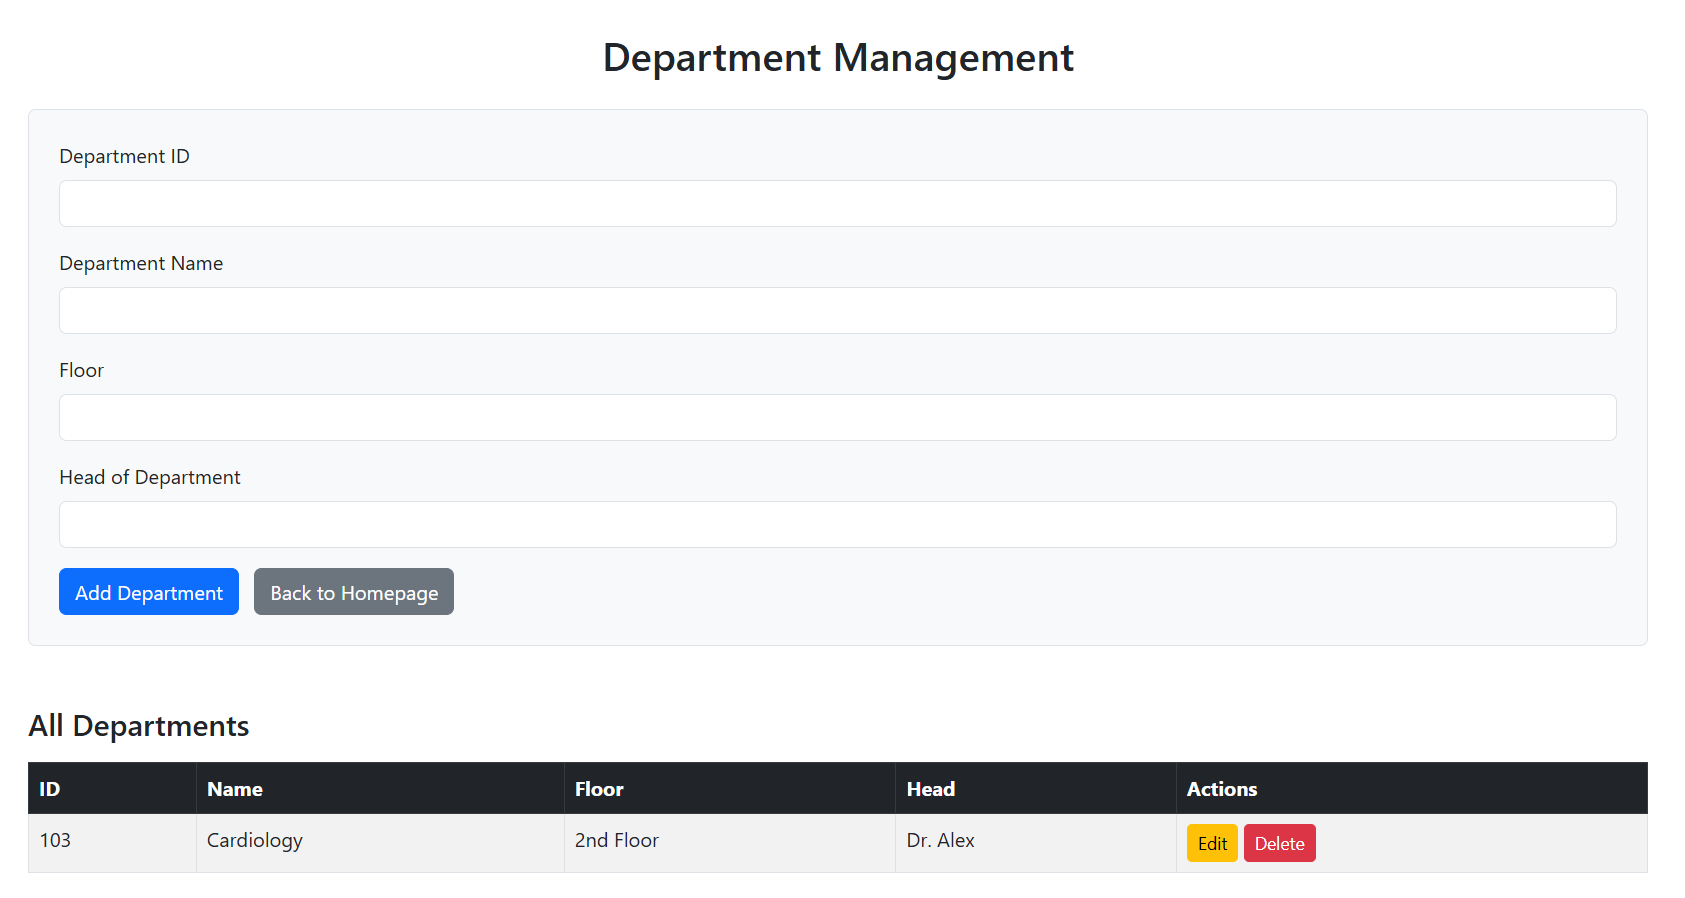 Department Management
Department ID
Department Name
Floor
Head of Department
Add Department Back to Homepage
All Departments
ID Name Floor Head Actions
103 Cardiology 2nd Floor Dr. Alex Edit Delete